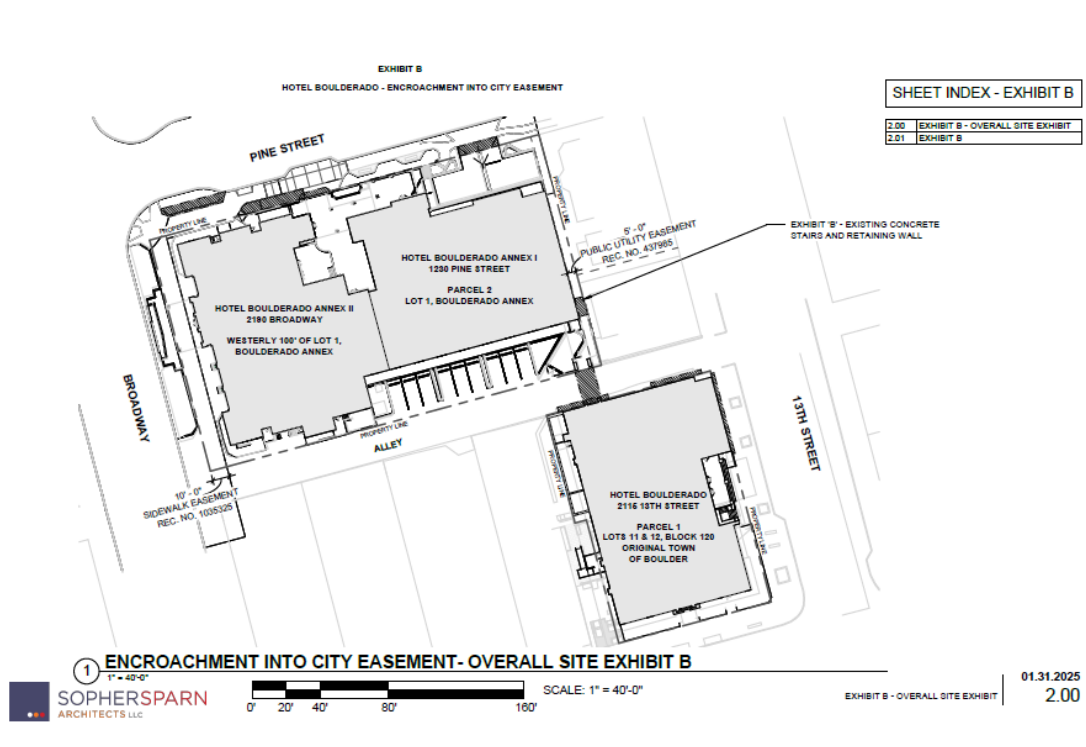 EXHIBIT B
HOTEL BOULDERADO - ENCROACHMENT INTO CITY EASEMENT
SHEET INDEX - EXHIBIT B
2.00 EXHIBIT B - OVERALL SITE EXHIBIT
2.01 EXHIBIT B
PINE STREET
PROPERTY LINE
PROPERTY LINE
5' - 0"
PUBLIC UTILITY EASEMENT
REC. NO. 437985
EXHIBIT 'B' - EXISTING CONCRETE
STAIRS AND RETAINING WALL
HOTEL BOULDERADO ANNEX I
1230 PINE STREET
PARCEL 2
LOT 1, BOULDERADO ANNEX
HOTEL BOULDERADO ANNEX II
2190 BROADWAY
WESTERLY 100' OF LOT 1,
BOULDERADO ANNEX
BROADWAY
PROPERTY LINE
ALLEY
13TH STREET
10' - 0"
SIDEWALK EASEMENT
REC. NO. 1035325
PROPERTY LINE
HOTEL BOULDERADO
2115 13TH STREET
PARCEL 1
LOTS 11 & 12, BLOCK 120
ORIGINAL TOWN
OF BOULDER
PROPERTY LINE
1
ENCROACHMENT INTO CITY EASEMENT- OVERALL SITE EXHIBIT B
1" = 40'-0"
SOPHERSPARN
ARCHITECTS LLC
0' 20' 40' 80' 160'
SCALE: 1" = 40'-0"
EXHIBIT B - OVERALL SITE EXHIBIT
01.31.2025
2.00